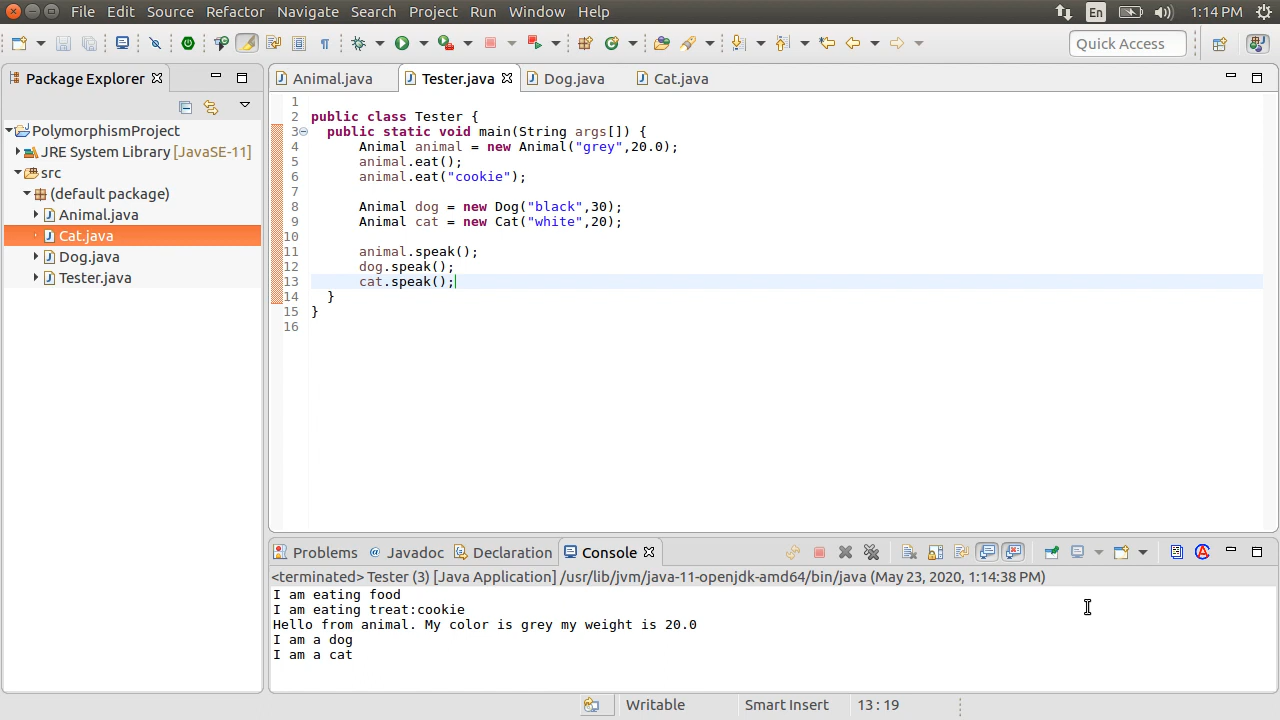 File Edit Source Refactor Navigate Search Project Run Window Help En 1:14 PM
Quick Access
Package Explorer
PolymorphismProject
JRE System Library [JavaSE-11]
src
(default package)
Animal.java
Cat.java
Dog.java
Tester.java
Animal.java Tester.java Dog.java Cat.java
1
2 public class Tester {
3 public static void main(String args[]) {
4 Animal animal = new Animal("grey",20.0);
5 animal.eat();
6 animal.eat("cookie");
7
8 Animal dog = new Dog("black",30);
9 Animal cat = new Cat("white",20);
10
11 animal.speak();
12 dog.speak();
13 cat.speak();
14 }
15 }
16
Problems @ Javadoc Declaration Console
<terminated> Tester (3) [Java Application] /usr/lib/jvm/java-11-openjdk-amd64/bin/java (May 23, 2020, 1:14:38 PM)
I am eating food
I am eating treat:cookie
Hello from animal. My color is grey my weight is 20.0
I am a dog
I am a cat
Writable Smart Insert 13 : 19